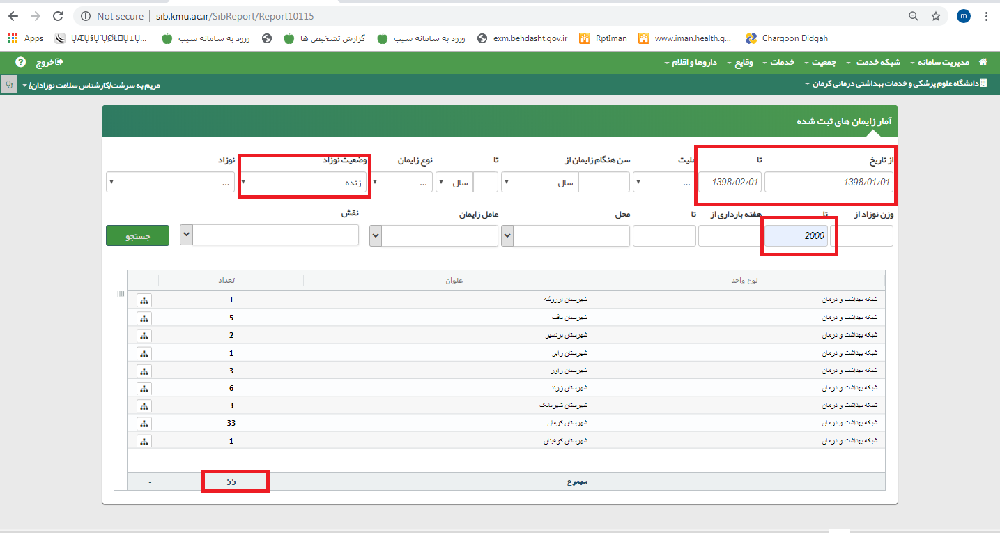 Not secure | sib.kmu.ac.ir/SibReport/Report10115
m
Apps
ورود به سامانه سیب
گزارش تشخیص ها
ورود به سامانه سیب
exm.behdasht.gov.ir
RptIman
www.iman.health.g...
Chargoon Didgah
مدیریت سامانه شبکه خدمت جمعیت خدمات وقایع داروها و اقلام خروج
دانشگاه علوم پزشکی و خدمات بهداشتی درمانی کرمان مریم به سرشت[کارشناس سلامت نوزادان]
آمار زایمان های ثبت شده
از تاریخ تا ملیت سن هنگام زایمان از تا نوع زایمان وضعیت نوزاد نوزاد
1398/01/01 1398/02/01 ... سال سال ... زنده ...
وزن نوزاد از تا هفته بارداری از تا محل عامل زایمان نقش
2000 جستجو
نوع واحد عنوان تعداد
شبکه بهداشت و درمان شهرستان ارزوئیه 1
شبکه بهداشت و درمان شهرستان بافت 5
شبکه بهداشت و درمان شهرستان بردسیر 2
شبکه بهداشت و درمان شهرستان رابر 1
شبکه بهداشت و درمان شهرستان راور 3
شبکه بهداشت و درمان شهرستان زرند 6
شبکه بهداشت و درمان شهرستان شهربابک 3
شبکه بهداشت و درمان شهرستان کرمان 33
شبکه بهداشت و درمان شهرستان کوهبنان 1
مجموع 55 -